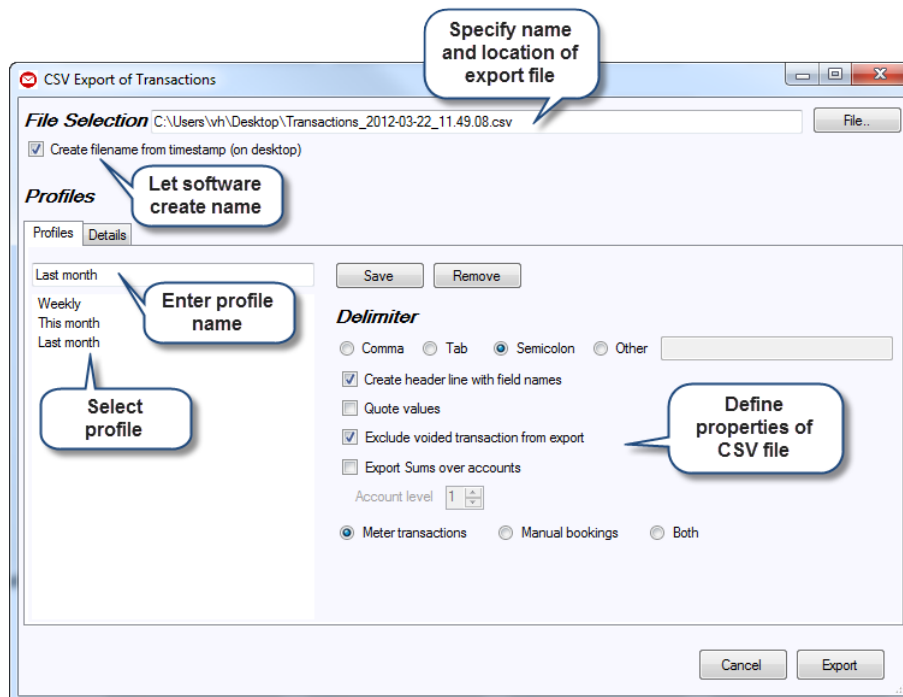 Specify name
and location of
export file
CSV Export of Transactions
File Selection C:\Users\vh\Desktop\Transactions_2012-03-22_11.49.08.csv File..
Create filename from timestamp (on desktop)
Let software
create name
Profiles
Profiles Details
Last month Save Remove
Enter profile
name
Weekly
This month
Last month
Select
profile
Delimiter
Comma Tab Semicolon Other
Create header line with field names
Quote values
Exclude voided transaction from export
Export Sums over accounts
Account level 1
Define
properties of
CSV file
Meter transactions Manual bookings Both
Cancel Export